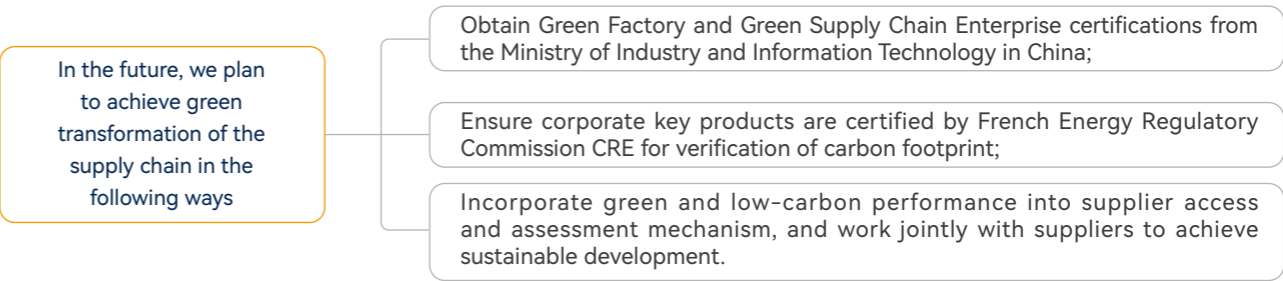 In the future, we plan
to achieve green
transformation of the
supply chain in the
following ways
Obtain Green Factory and Green Supply Chain Enterprise certifications from
the Ministry of Industry and Information Technology in China;
Ensure corporate key products are certified by French Energy Regulatory
Commission CRE for verification of carbon footprint;
Incorporate green and low-carbon performance into supplier access
and assessment mechanism, and work jointly with suppliers to achieve
sustainable development.